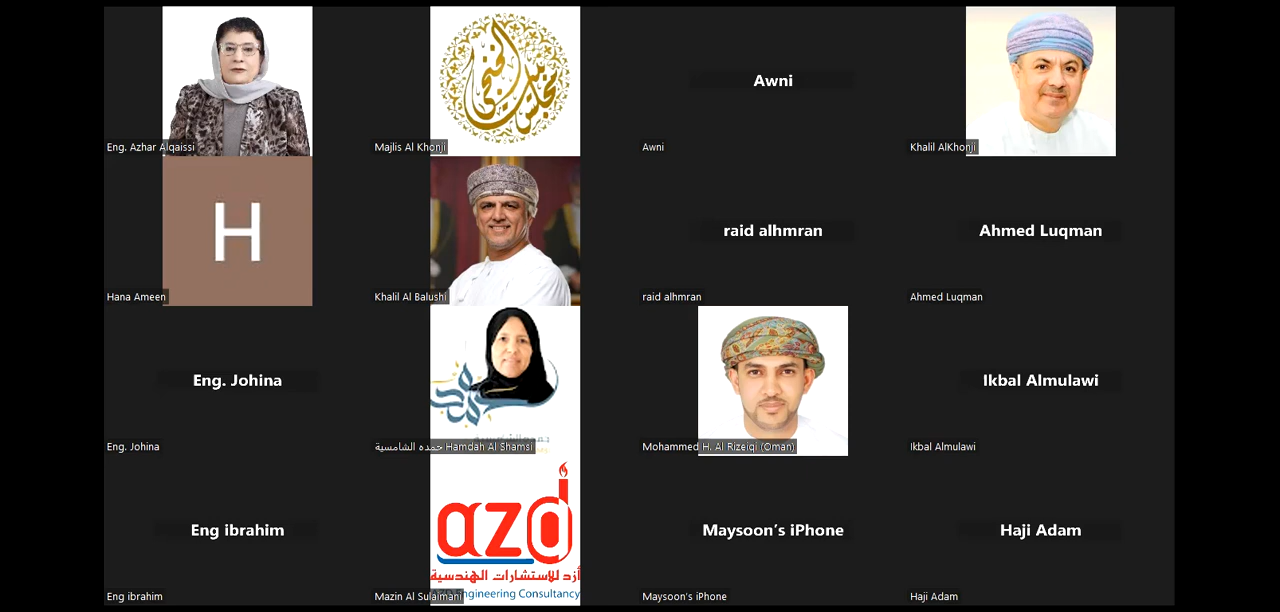 مجلس الخنجي
Awni
Eng. Azhar Alqaissi
Majlis Al Khonji
Awni
Khalil AlKhonji
H
raid alhmran
Ahmed Luqman
Hana Ameen
Khalil Al Balushi
raid alhmran
Ahmed Luqman
Eng. Johina
Ikbal Almulawi
Eng. Johina
حمده الشامسية Hamdah Al Shamsi
Mohammed H. Al Rizeiqi (Oman)
Ikbal Almulawi
azd
Eng ibrahim
Maysoon's iPhone
Haji Adam
أزد للاستشارات الهندسية
Engineering Consultancy
Eng ibrahim
Mazin Al Sulaimani
Maysoon's iPhone
Haji Adam